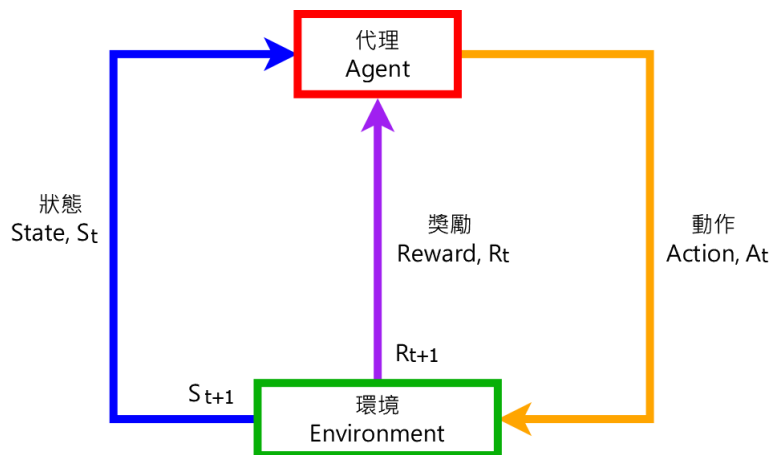 代理
Agent
狀態
State, St
獎勵
Reward, Rt
動作
Action, At
Rt+1
St+1
環境
Environment